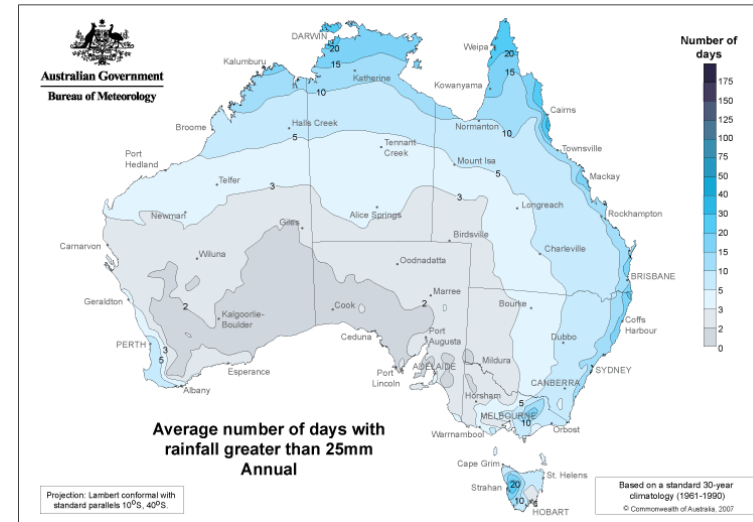 Australian Government
Bureau of Meteorology
DARWIN
20
15
Kalumburu
Katherine
10
Weipa
20
15
Kowanyama
Cairns
Normanton
10
Broome
Halls Creek
5
Tennant
Creek
Townsville
Mount Isa
5
Port
Hedland
Telfer
3
3
Mackay
Newman
Giles
Alice Springs
Longreach
Rockhampton
Birdsville
Carnarvon
Wiluna
Oodnadatta
Charleville
BRISBANE
Geraldton
2
Kalgoorlie-
Boulder
Cook
2
Marree
Bourke
Coffs
Harbour
PERTH
3
5
Ceduna
Port
Augusta
Dubbo
Esperance
Albany
Port
Lincoln
ADELAIDE
Mildura
SYDNEY
CANBERRA
Horsham
5
MELBOURNE
10
Orbost
Warrnambool
Cape Grim
St. Helens
Strahan
20
10
5
HOBART
Number of
days
175
150
125
100
75
50
40
30
20
15
10
5
3
2
0
Average number of days with
rainfall greater than 25mm
Annual
Projection: Lambert conformal with
standard parallels 10°S, 40°S.
Based on a standard 30-year
climatology (1961-1990)
© Commonwealth of Australia, 2007